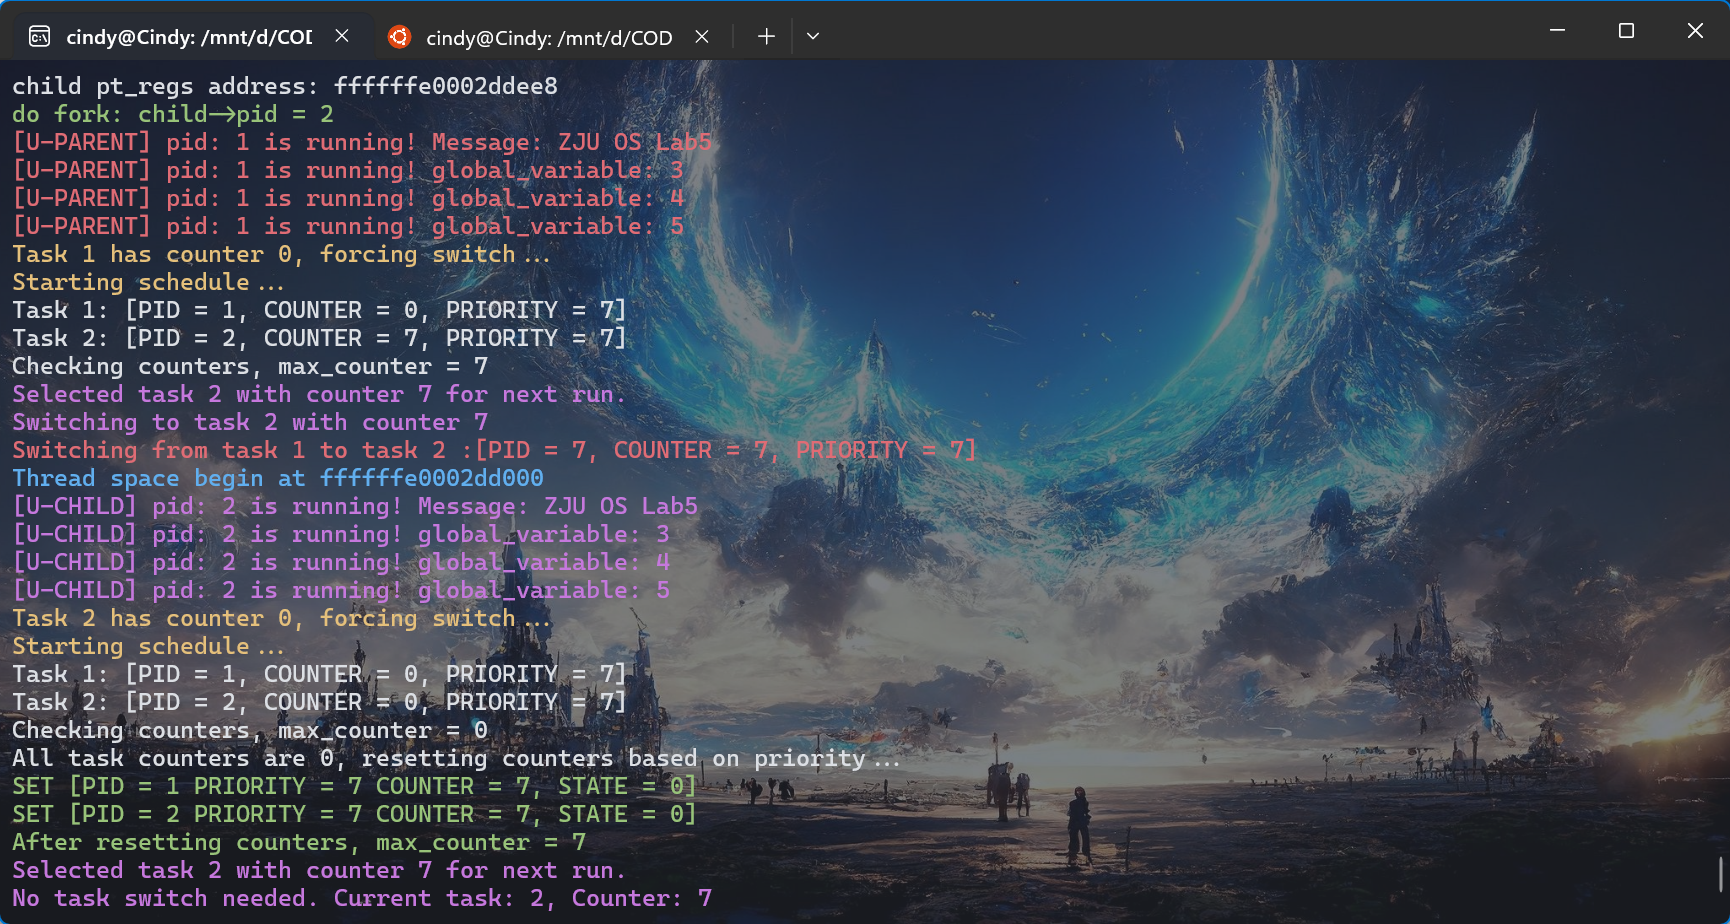 cindy@Cindy: /mnt/d/COD
cindy@Cindy: /mnt/d/COD
child pt_regs address: ffffffe0002ddee8
do fork: child->pid = 2
[U-PARENT] pid: 1 is running! Message: ZJU OS Lab5
[U-PARENT] pid: 1 is running! global_variable: 3
[U-PARENT] pid: 1 is running! global_variable: 4
[U-PARENT] pid: 1 is running! global_variable: 5
Task 1 has counter 0, forcing switch...
Starting schedule...
Task 1: [PID = 1, COUNTER = 0, PRIORITY = 7]
Task 2: [PID = 2, COUNTER = 7, PRIORITY = 7]
Checking counters, max_counter = 7
Selected task 2 with counter 7 for next run.
Switching to task 2 with counter 7
Switching from task 1 to task 2 :[PID = 7, COUNTER = 7, PRIORITY = 7]
Thread space begin at ffffffe0002dd000
[U-CHILD] pid: 2 is running! Message: ZJU OS Lab5
[U-CHILD] pid: 2 is running! global_variable: 3
[U-CHILD] pid: 2 is running! global_variable: 4
[U-CHILD] pid: 2 is running! global_variable: 5
Task 2 has counter 0, forcing switch...
Starting schedule...
Task 1: [PID = 1, COUNTER = 0, PRIORITY = 7]
Task 2: [PID = 2, COUNTER = 0, PRIORITY = 7]
Checking counters, max_counter = 0
All task counters are 0, resetting counters based on priority...
SET [PID = 1 PRIORITY = 7 COUNTER = 7, STATE = 0]
SET [PID = 2 PRIORITY = 7 COUNTER = 7, STATE = 0]
After resetting counters, max_counter = 7
Selected task 2 with counter 7 for next run.
No task switch needed. Current task: 2, Counter: 7